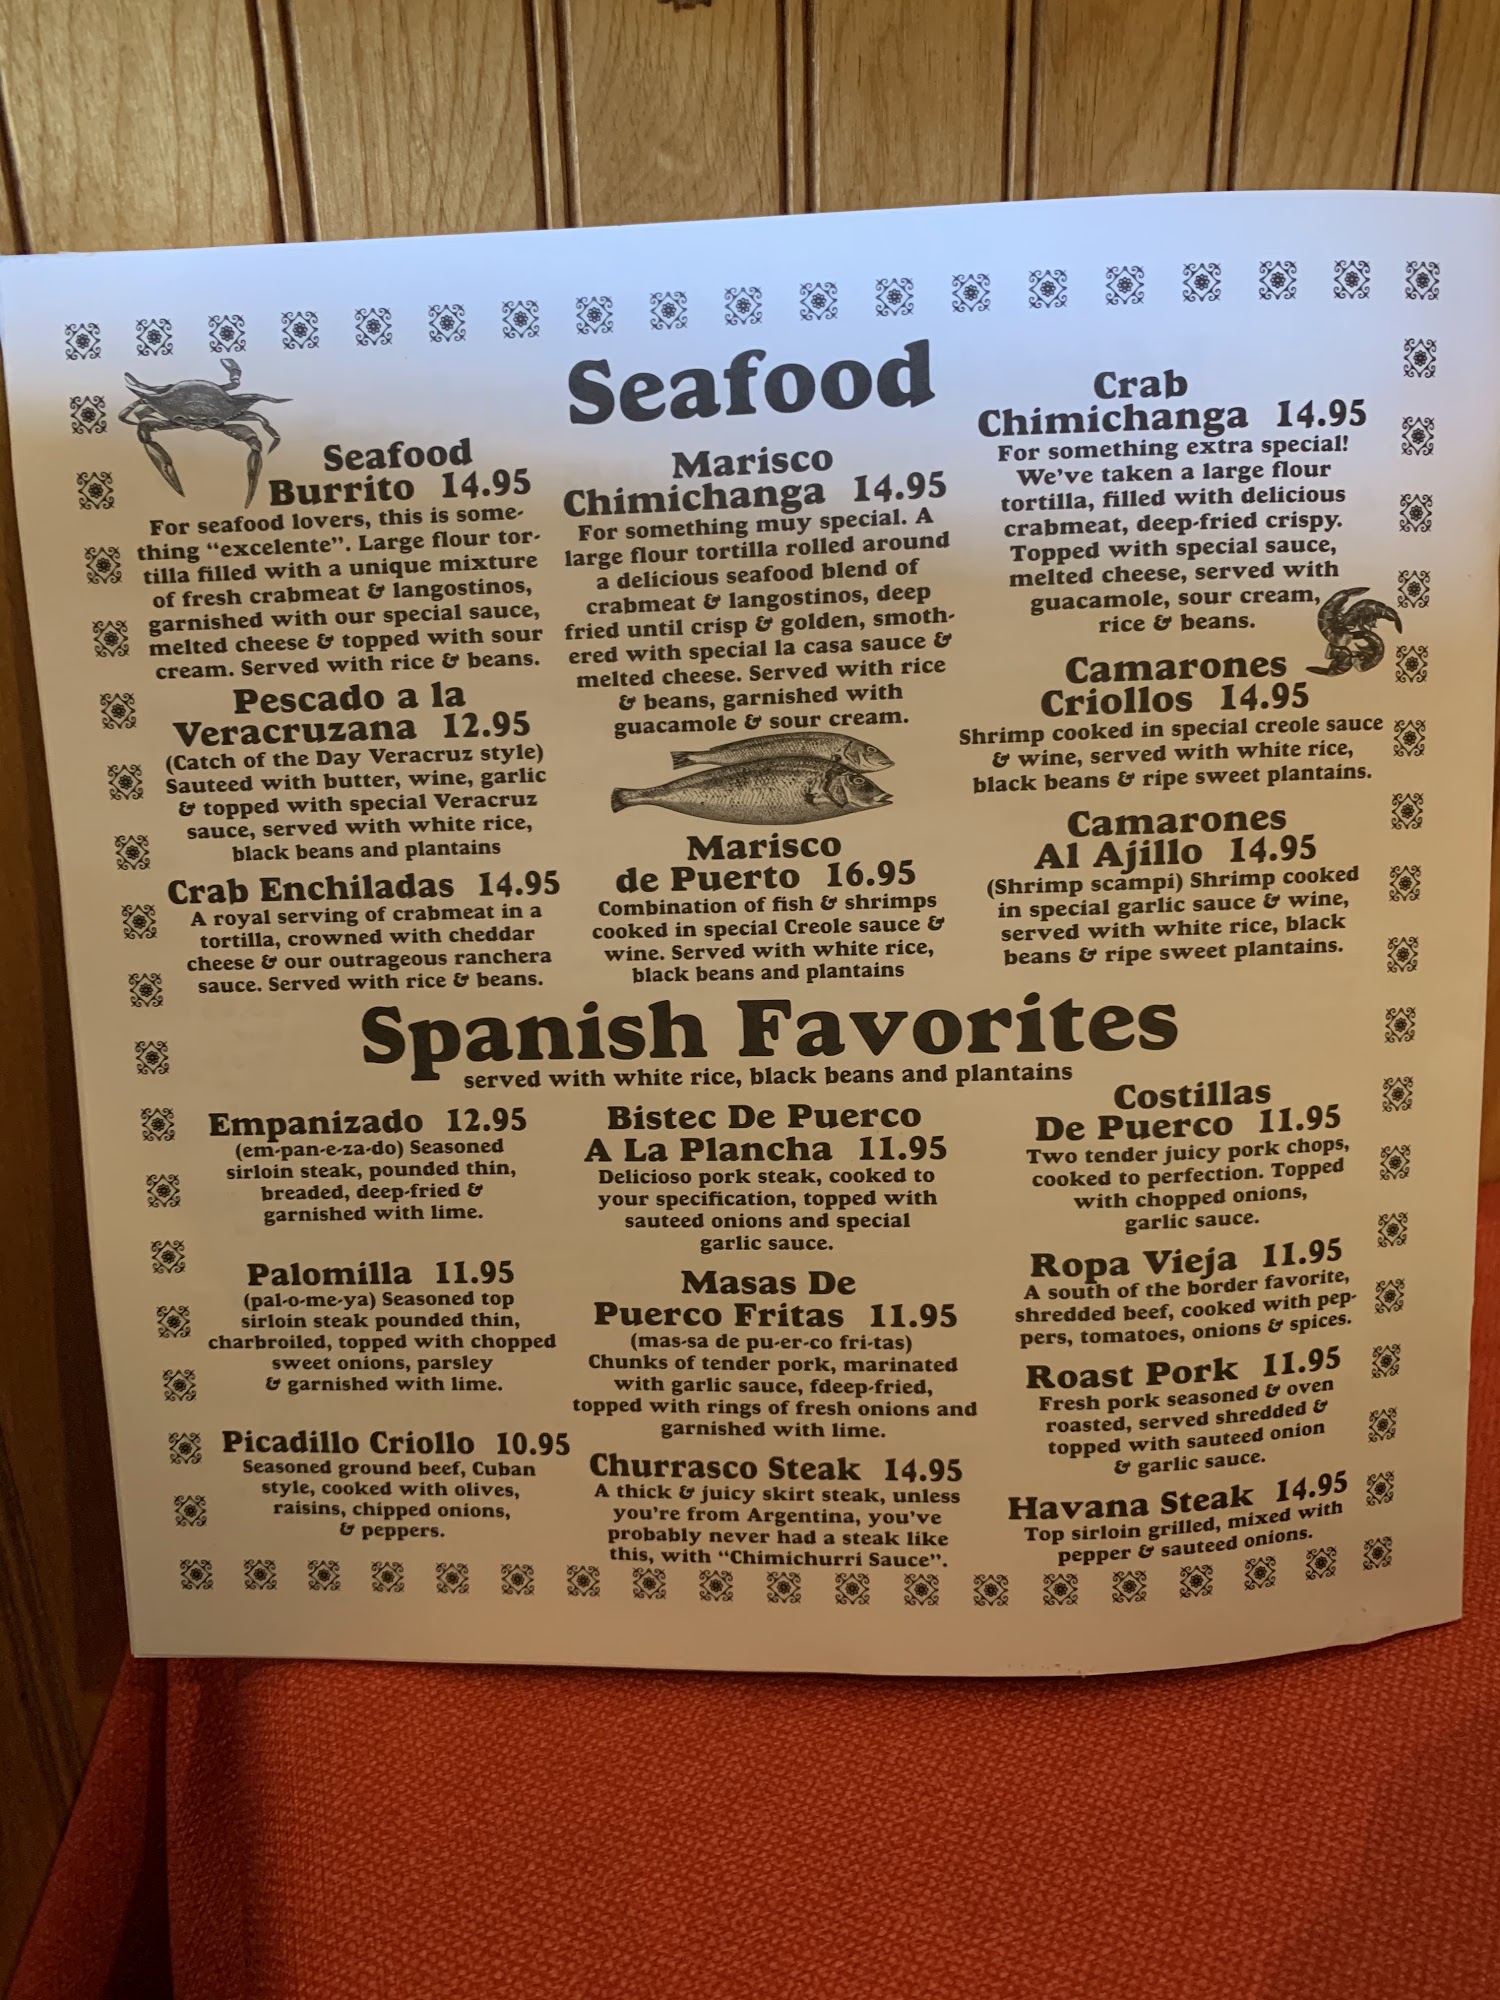 Seafood
Seafood
Burrito 14.95
For seafood lovers, this is some-
thing “excelente”. Large flour tor-
tilla filled with a unique mixture
of fresh crabmeat & langostinos,
garnished with our special sauce,
melted cheese & topped with sour
cream. Served with rice & beans.
Pescado a la
Veracruzana 12.95
(Catch of the Day Veracruz style)
Sauteed with butter, wine, garlic
& topped with special Veracruz
sauce, served with white rice,
black beans and plantains
Crab Enchiladas 14.95
A royal serving of crabmeat in a
tortilla, crowned with cheddar
cheese & our outrageous ranchera
sauce. Served with rice & beans.
Marisco
Chimichanga 14.95
For something muy special. A
large flour tortilla rolled around
a delicious seafood blend of
crabmeat & langostinos, deep
fried until crisp & golden, smoth-
ered with special la casa sauce &
melted cheese. Served with rice
& beans, garnished with
guacamole & sour cream.
Marisco
de Puerto 16.95
Combination of fish & shrimps
cooked in special Creole sauce &
wine. Served with white rice,
black beans and plantains
Crab
Chimichanga 14.95
For something extra special!
We’ve taken a large flour
tortilla, filled with delicious
crabmeat, deep-fried crispy.
Topped with special sauce,
melted cheese, served with
guacamole, sour cream,
rice & beans.
Camarones
Criollos 14.95
Shrimp cooked in special creole sauce
& wine, served with white rice,
black beans & ripe sweet plantains.
Camarones
Al Ajillo 14.95
(Shrimp scampi) Shrimp cooked
in special garlic sauce & wine,
served with white rice, black
beans & ripe sweet plantains.
Spanish Favorites
served with white rice, black beans and plantains
Empanizado 12.95
(em-pan-e-za-do) Seasoned
sirloin steak, pounded thin,
breaded, deep-fried &
garnished with lime.
Palomilla 11.95
(pal-o-me-ya) Seasoned top
sirloin steak pounded thin,
charbroiled, topped with chopped
sweet onions, parsley
& garnished with lime.
Picadillo Criollo 10.95
Seasoned ground beef, Cuban
style, cooked with olives,
raisins, chipped onions,
& peppers.
Bistec De Puerco
A La Plancha 11.95
Delicioso pork steak, cooked to
your specification, topped with
sauteed onions and special
garlic sauce.
Masas De
Puerco Fritas 11.95
(mas-sa de pu-er-co fri-tas)
Chunks of tender pork, marinated
with garlic sauce, fdeep-fried,
topped with rings of fresh onions and
garnished with lime.
Churrasco Steak 14.95
A thick & juicy skirt steak, unless
you’re from Argentina, you’ve
probably never had a steak like
this, with “Chimichurri Sauce”.
Costillas
De Puerco 11.95
Two tender juicy pork chops,
cooked to perfection. Topped
with chopped onions,
garlic sauce.
Ropa Vieja 11.95
A south of the border favorite,
shredded beef, cooked with pep-
pers, tomatoes, onions & spices.
Roast Pork 11.95
Fresh pork seasoned & oven
roasted, served shredded &
topped with sauteed onion
& garlic sauce.
Havana Steak 14.95
Top sirloin grilled, mixed with
pepper & sauteed onions.